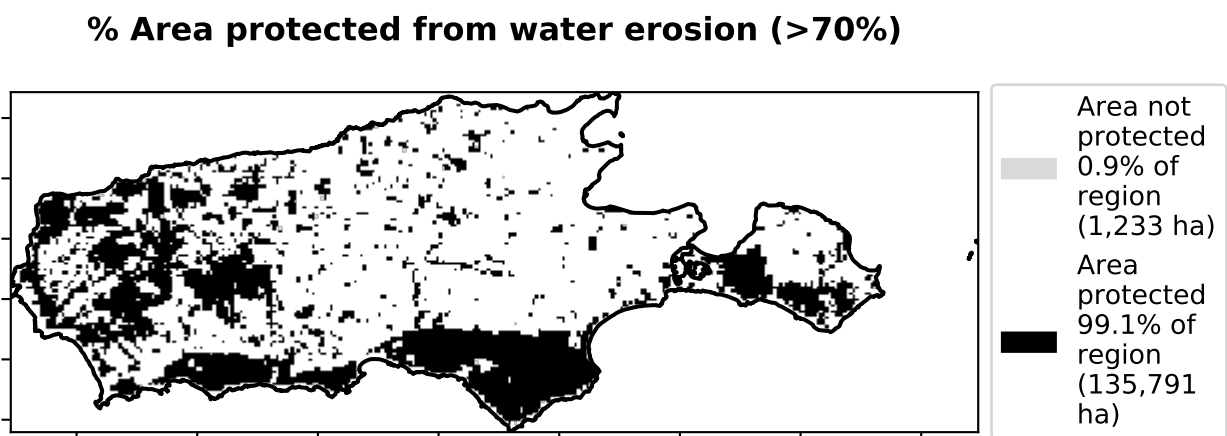 % Area protected from water erosion (>70%)
Area not
protected
0.9% of
region
(1,233 ha)
Area
protected
99.1% of
region
(135,791
ha)